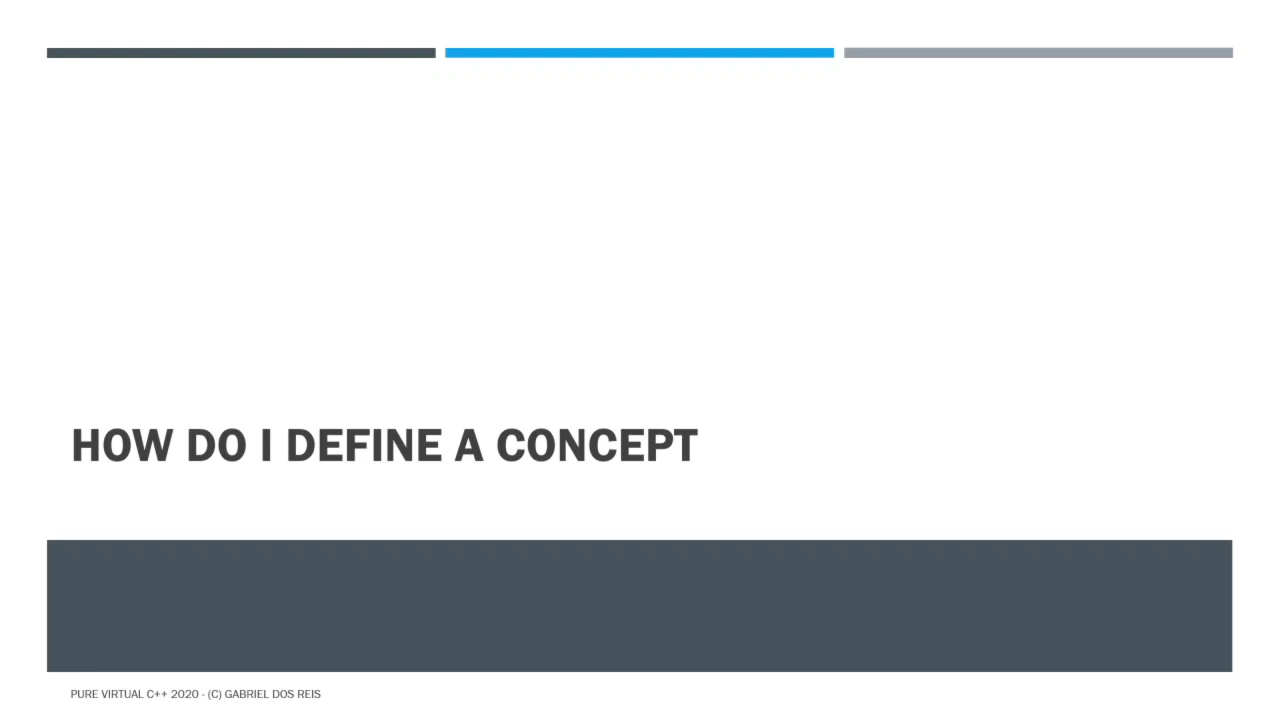 HOW DO I DEFINE A CONCEPT
PURE VIRTUAL C++ 2020 - (C) GABRIEL DOS REIS